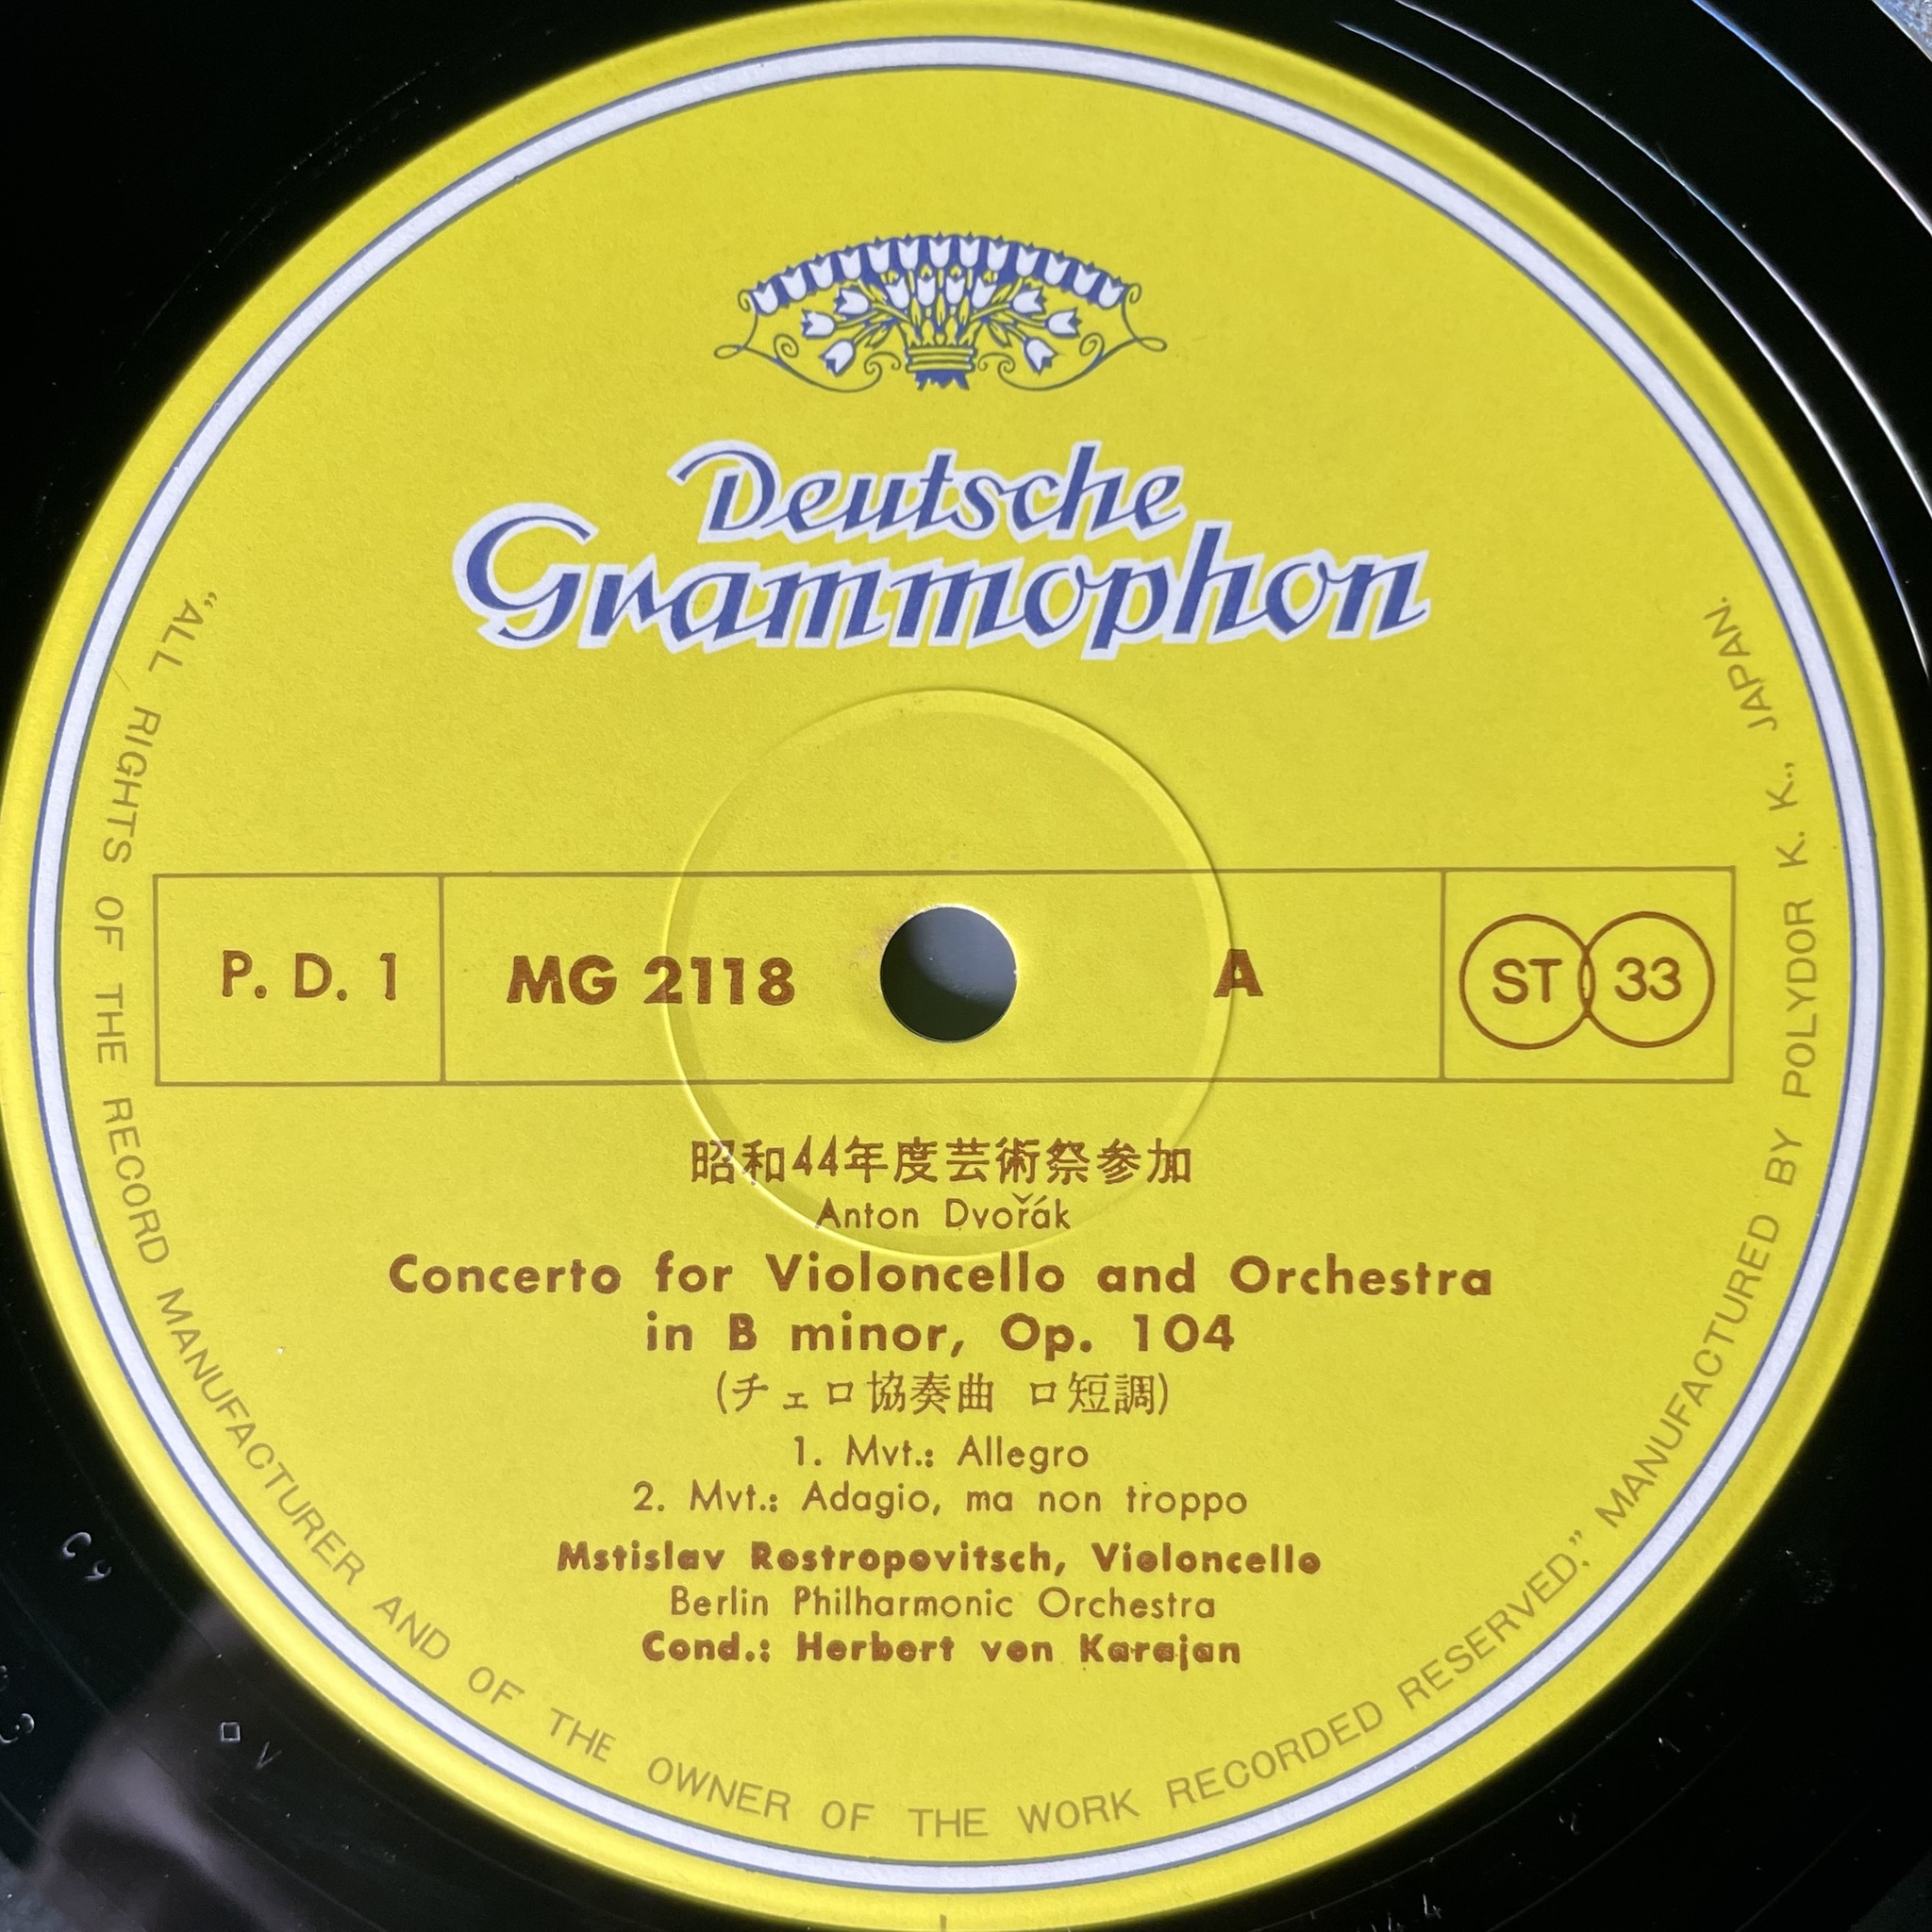 Deutsche
Grammophon
P. D. 1
MG 2118
A
ST 33
昭和44年度芸術祭参加
Anton Dvořák
Concerto for Violoncello and Orchestra
in B minor, Op. 104
(チェロ協奏曲 ロ短調)
1. Mvt.: Allegro
2. Mvt.: Adagio, ma non troppo
Mstislav Rostropovitsch, Violoncello
Berlin Philharmonic Orchestra
Cond.: Herbert von Karajan
“ALL RIGHTS OF THE RECORD MANUFACTURER AND OF THE OWNER OF THE WORK RECORDED RESERVED.” MANUFACTURED BY POLYDOR K. K., JAPAN.